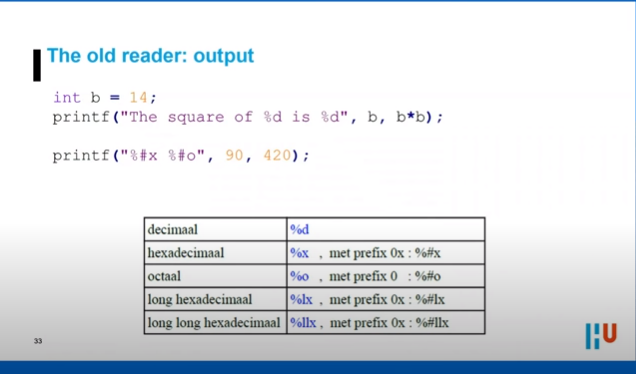 The old reader: output
int b = 14;
printf("The square of %d is %d", b, b*b);
printf("%#x %#o", 90, 420);
decimaal %d
hexadecimaal %x , met prefix 0x : %#x
octaal %o , met prefix 0 : %#o
long hexadecimaal %lx , met prefix 0x : %#lx
long long hexadecimaal %llx , met prefix 0x : %#llx
33
HU